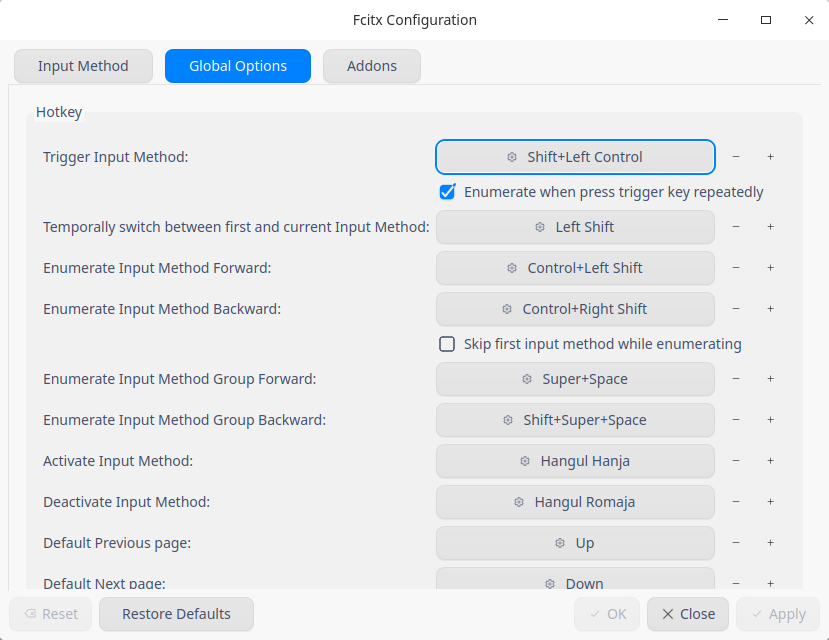 Fcitx Configuration
Input Method
Global Options
Addons
Hotkey
Trigger Input Method: Shift+Left Control
Enumerate when press trigger key repeatedly
Temporally switch between first and current Input Method: Left Shift
Enumerate Input Method Forward: Control+Left Shift
Enumerate Input Method Backward: Control+Right Shift
Skip first input method while enumerating
Enumerate Input Method Group Forward: Super+Space
Enumerate Input Method Group Backward: Shift+Super+Space
Activate Input Method: Hangul Hanja
Deactivate Input Method: Hangul Romaja
Default Previous page: Up
Default Next page: Down
Reset
Restore Defaults
OK
Close
Apply